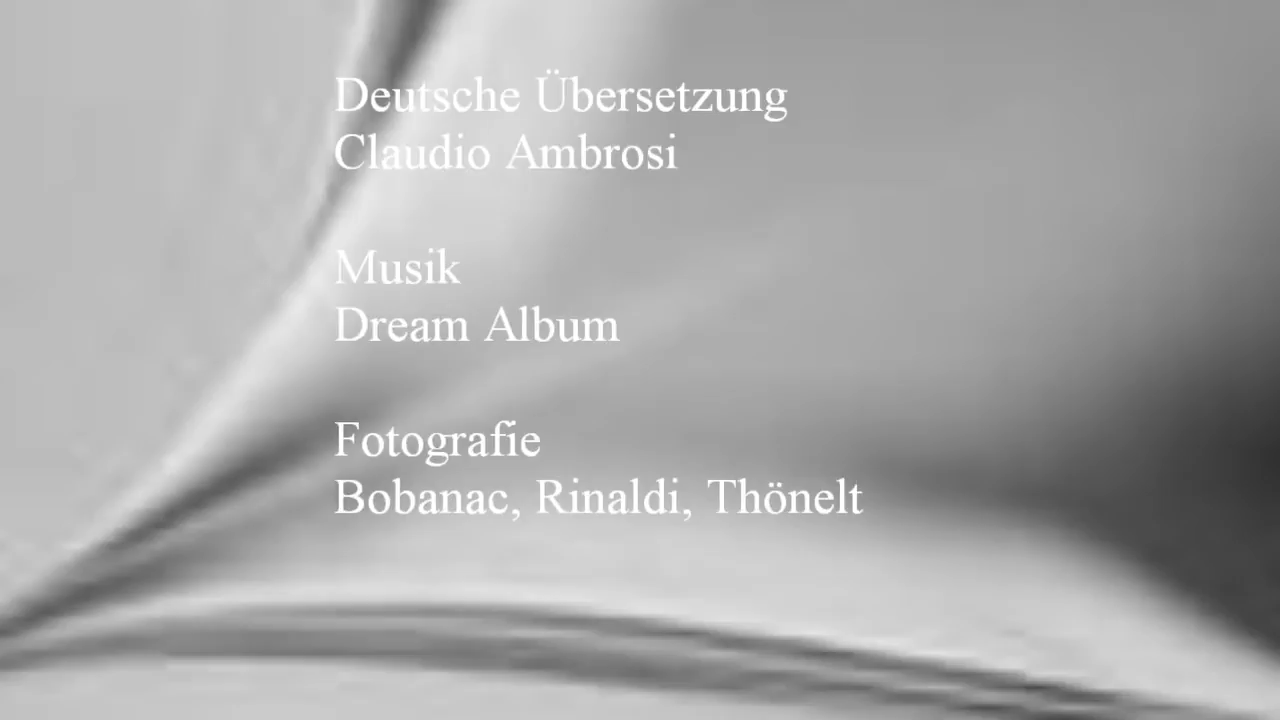 Deutsche Übersetzung
Claudio Ambrosi
Musik
Dream Album
Fotografie
Bobanac, Rinaldi, Thönelt